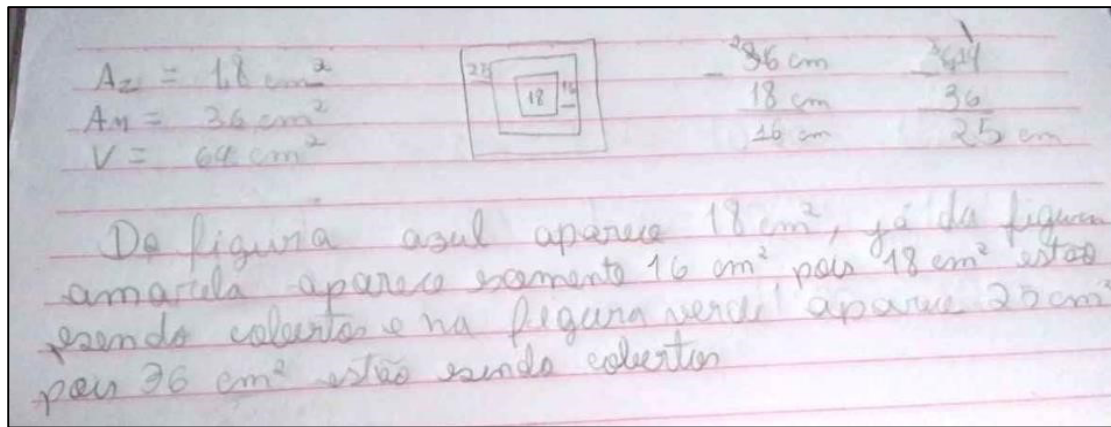 Az = 18 cm²
Am = 36 cm²
V = 64 cm²
25
18
16
- 36 cm
18 cm
16 cm
- 64
36
25 cm
Da figura azul aparece 18 cm², já da figura
amarela aparece somente 16 cm² pois 18 cm² estão
sendo cobertos e na figura verde aparece 25 cm²
pois 36 cm² estão sendo cobertos